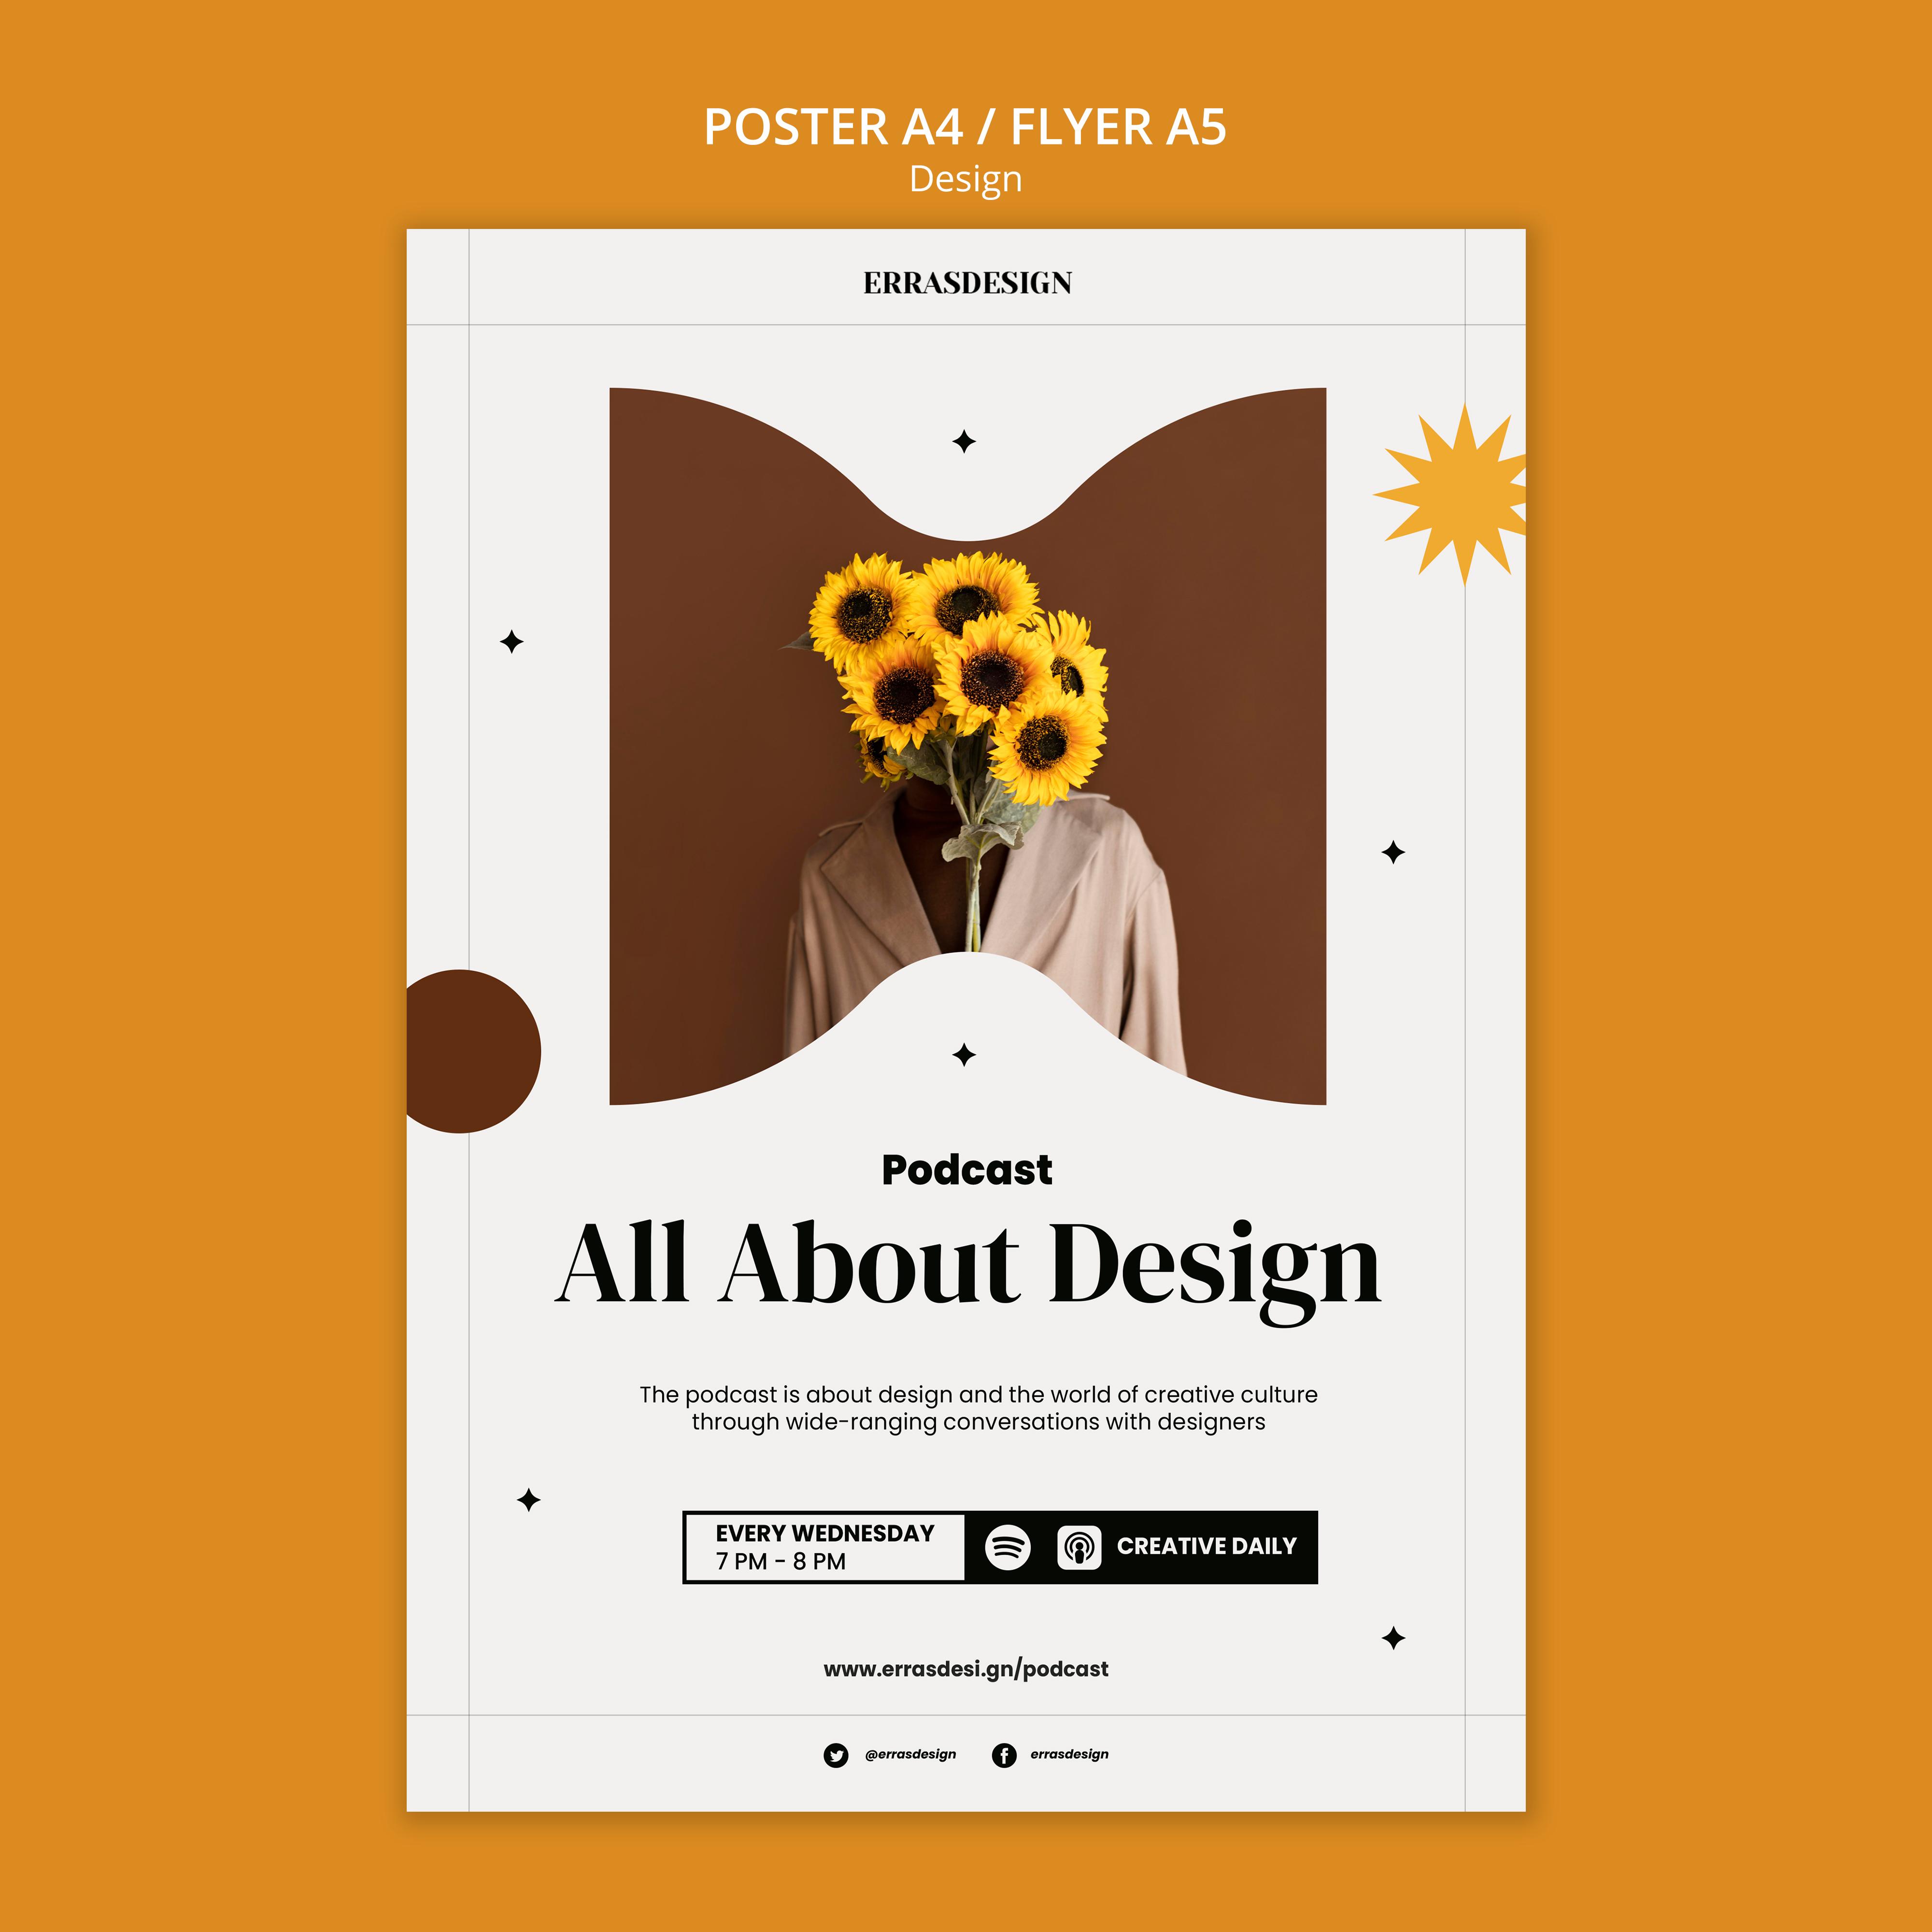 POSTER A4 / FLYER A5
Design
ERRASDESIGN
Podcast
All About Design
The podcast is about design and the world of creative culture
through wide-ranging conversations with designers
EVERY WEDNESDAY
7 PM - 8 PM
CREATIVE DAILY
www.errasdesi.gn/podcast
@errasdesign
errasdesign